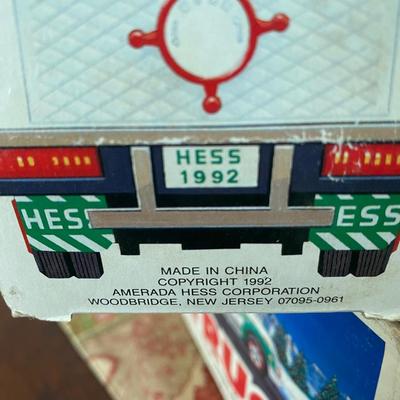 HESS
1992
HESS
ESS
MADE IN CHINA
COPYRIGHT 1992
AMERADA HESS CORPORATION
WOODBRIDGE, NEW JERSEY 07095-0961